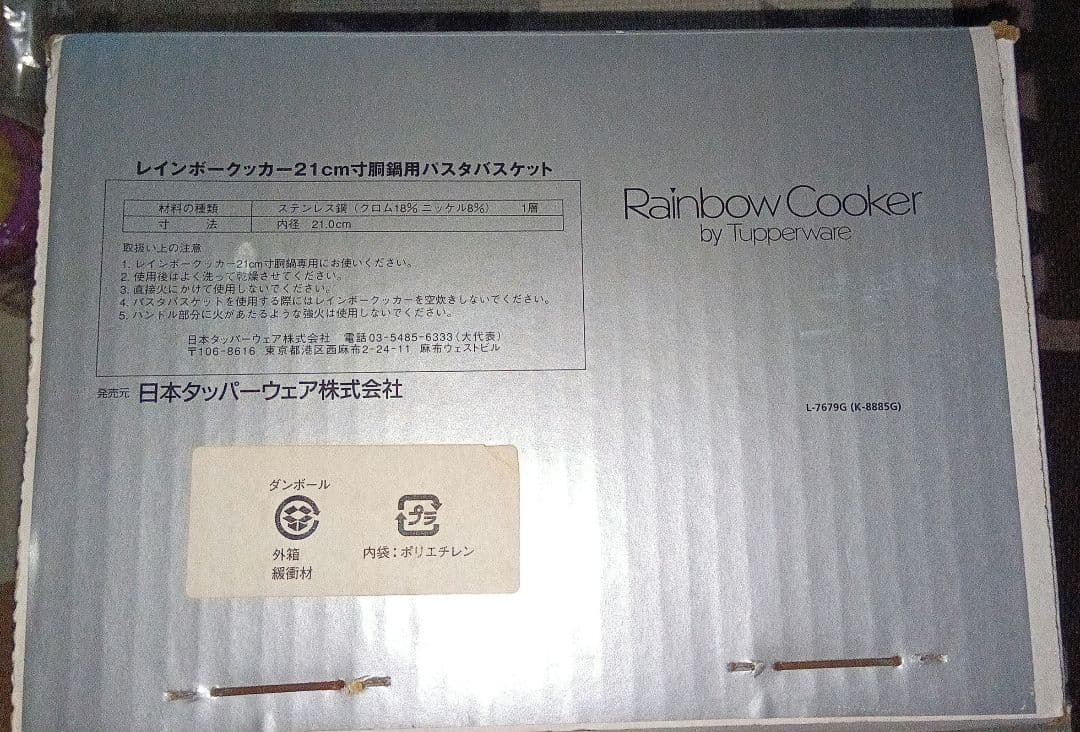 レインボークッカー21cm寸胴鍋用パスタバスケット
材料の種類 ステンレス鋼（クロム18% ニッケル8%） 1層
寸 法 内径 21.0cm
取扱い上の注意
1. レインボークッカー21cm寸胴鍋専用にお使いください。
2. 使用後はよく洗って乾燥させてください。
3. 直接火にかけて使用しないでください。
4. パスタバスケットを使用する際にはレインボークッカーを空炊きしないでください。
5. ハンドル部分に火があたるような強火は使用しないでください。
日本タッパーウェア株式会社 電話03-5485-6333（大代表）
〒106-8616 東京都港区西麻布2-24-11 麻布ウェストビル
発売元 日本タッパーウェア株式会社
Rainbow Cooker
by Tupperware
L-7679G (K-8885G)
ダンボール
外箱
緩衝材
プラ
内袋：ポリエチレン